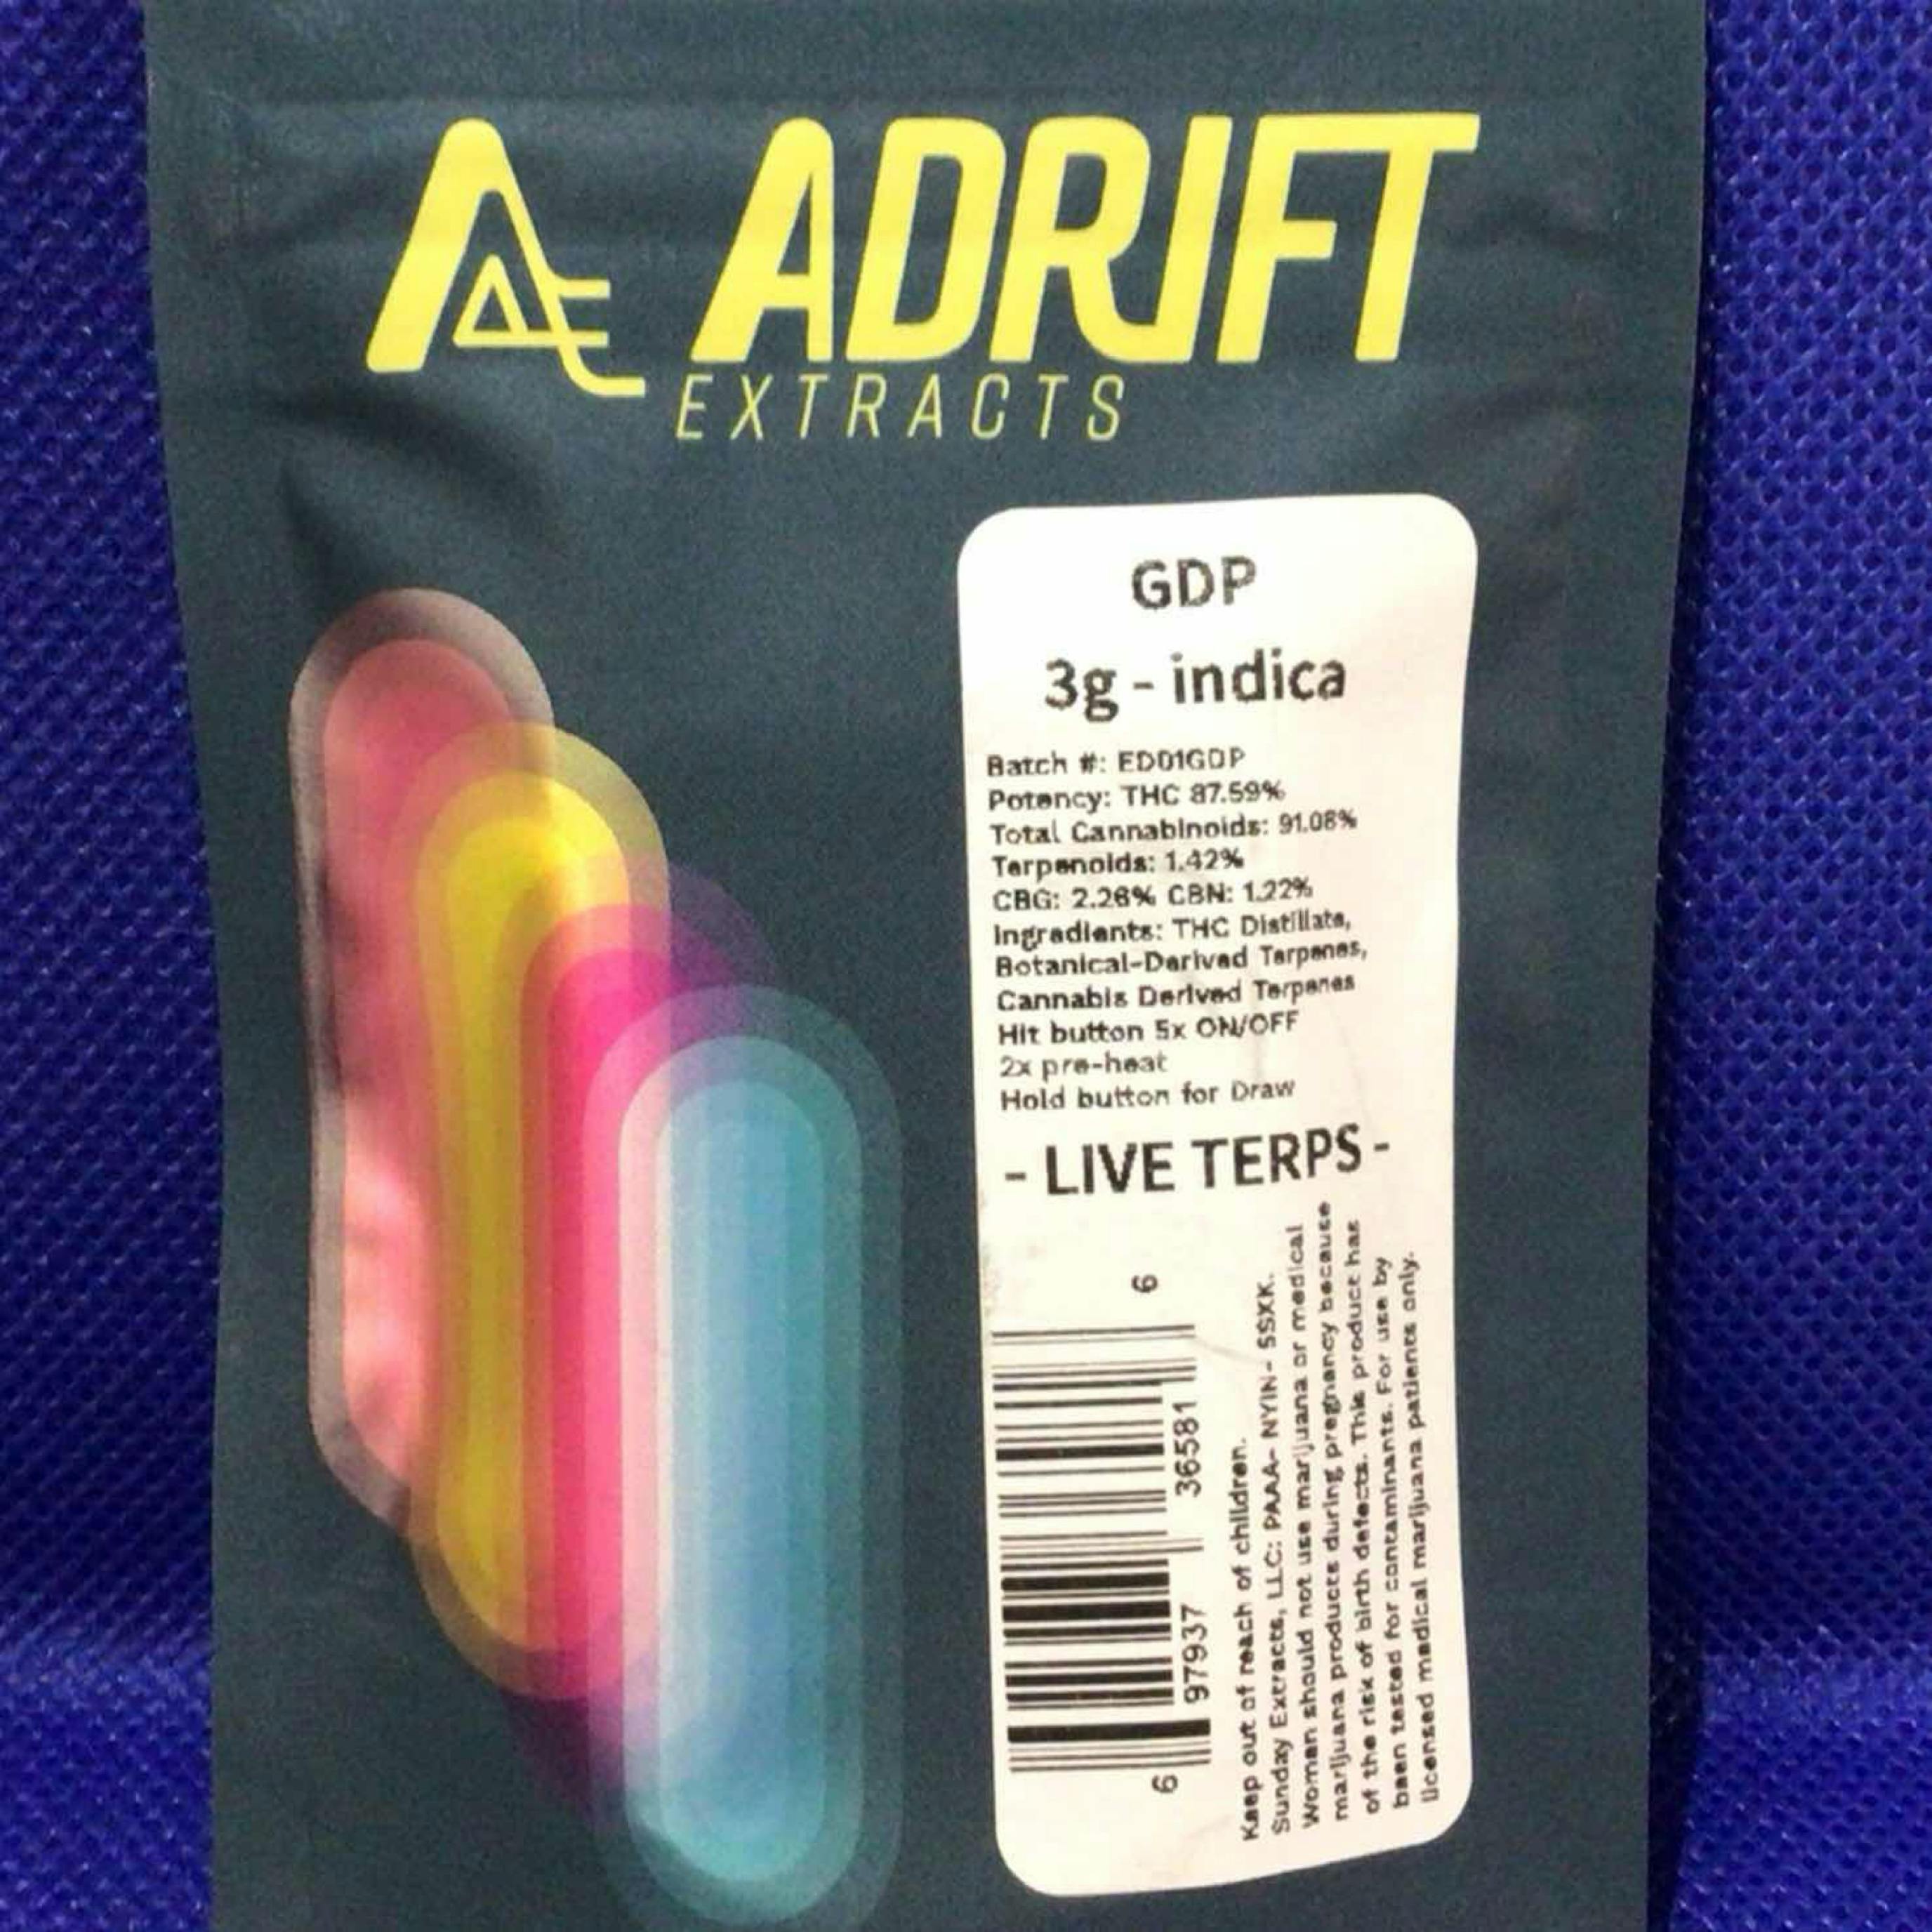 AE ADRIFT
EXTRACTS
GDP
3g - indica
Batch #: ED01GDP
Potency: THC 87.59%
Total Cannabinoids: 91.08%
Terpenoids: 1.42%
CBG: 2.26% CBN: 1.22%
Ingredients: THC Distillate,
Botanical-Derived Terpenes,
Cannabis Derived Terpenes
Hit button 5x ON/OFF
2x pre-heat
Hold button for Draw
- LIVE TERPS -
6 97937 36581 6
Keep out of reach of children.
Sunday Extracts, LLC: PAAA- NYIN- SSXK.
Women should not use marijuana or medical
marijuana products during pregnancy because
of the risk of birth defects. This product has
been tested for contaminants. For use by
licensed medical marijuana patients only.